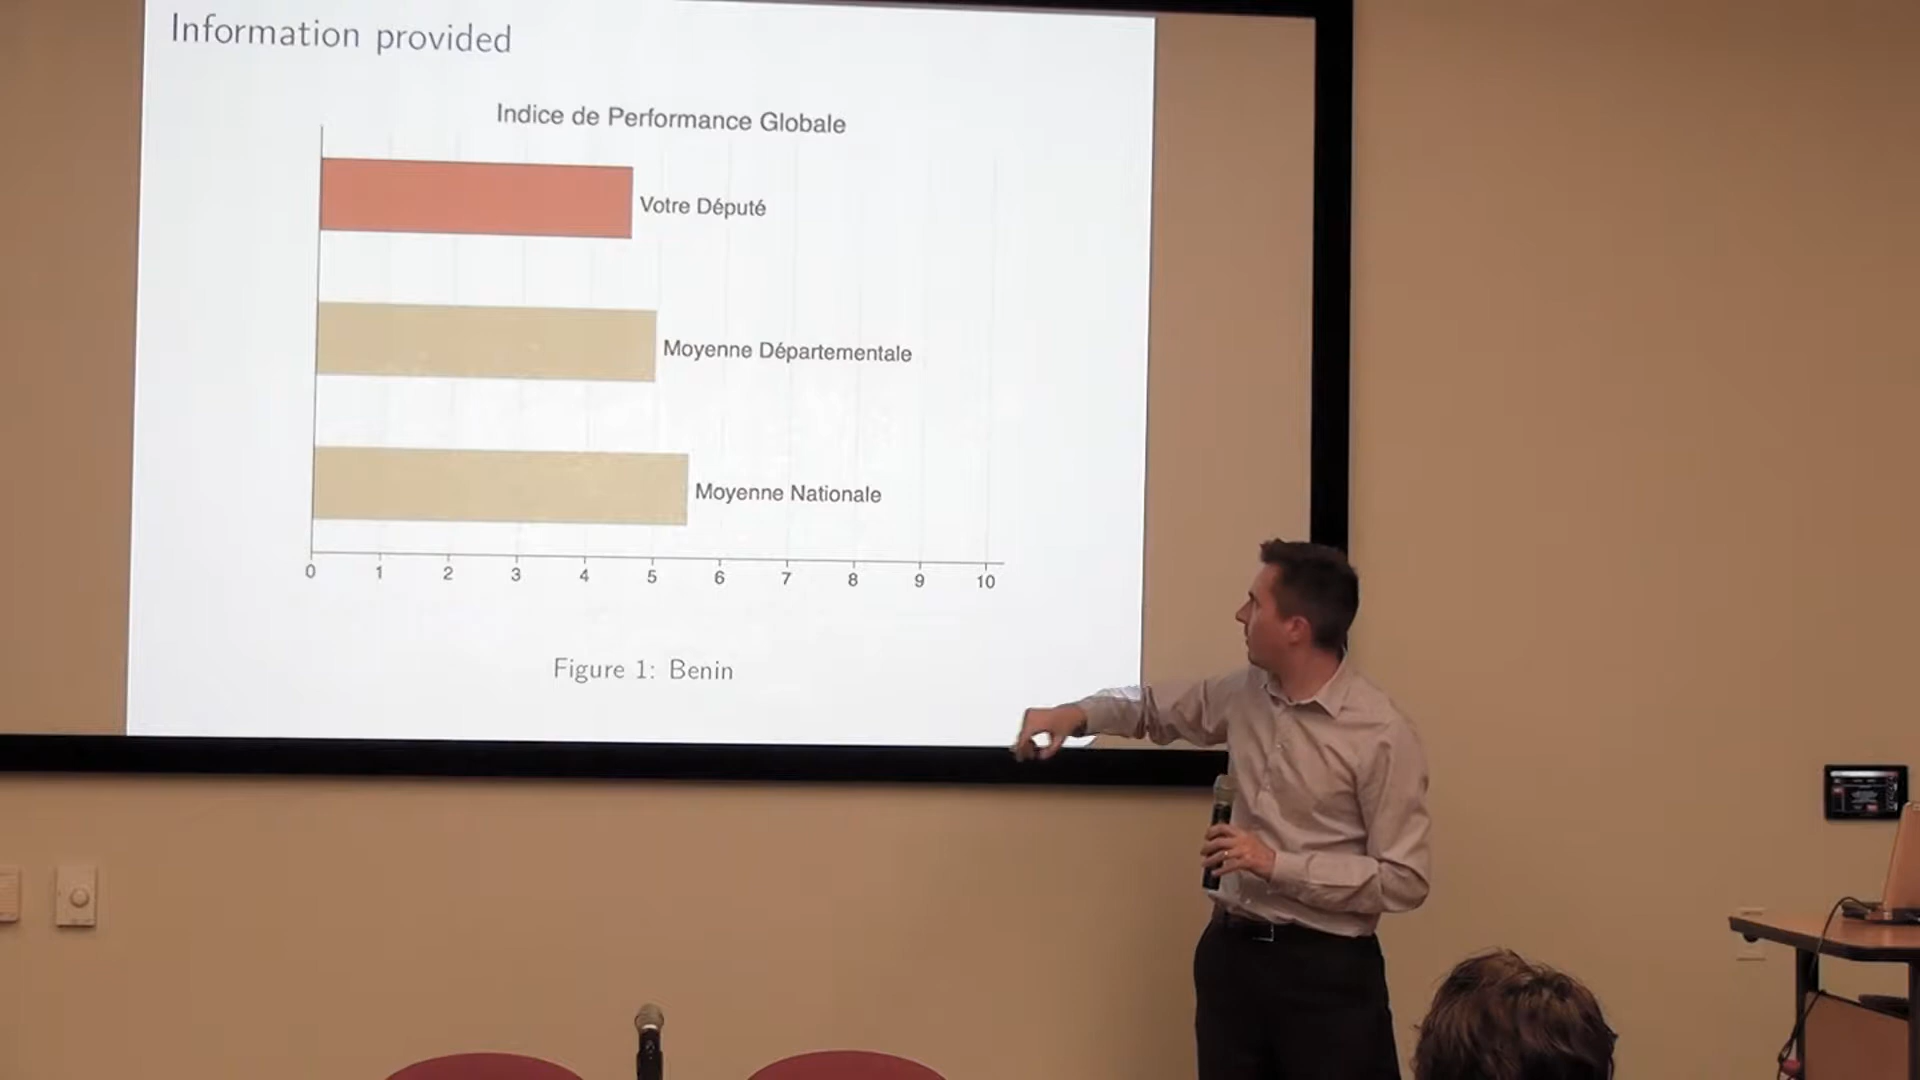 Information provided
Indice de Performance Globale
Votre Député
Moyenne Départementale
Moyenne Nationale
0 1 2 3 4 5 6 7 8 9 10
Figure 1: Benin